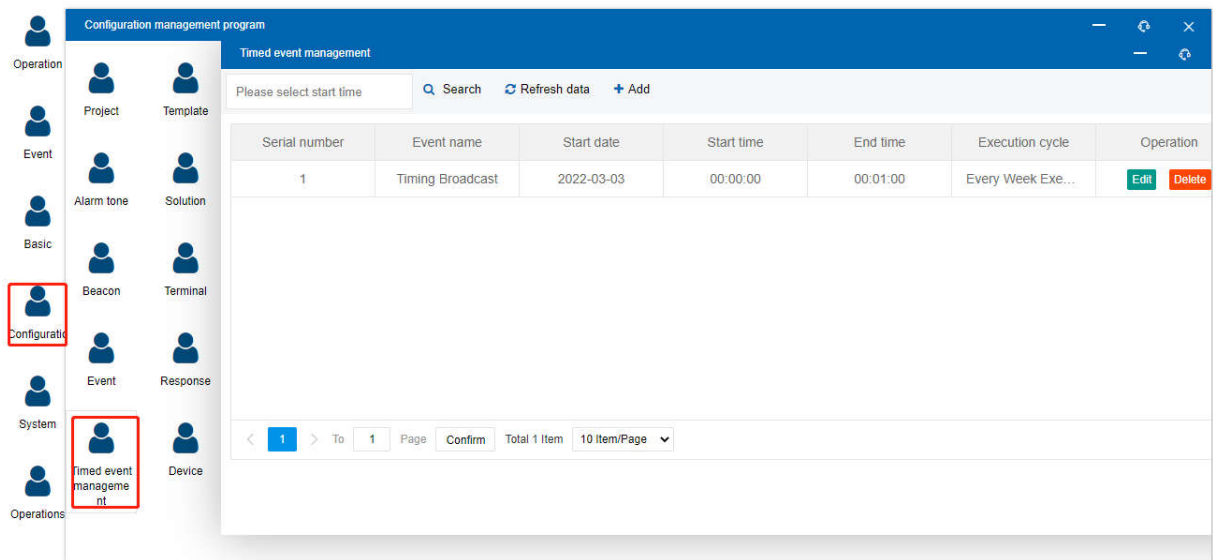 Configuration management program
Operation
Event
Basic
Configuratio
System
Operations
Project
Template
Alarm tone
Solution
Beacon
Terminal
Event
Response
Timed event
manageme
nt
Device
Timed event management
Please select start time
Search
Refresh data
Add
Serial number Event name Start date Start time End time Execution cycle Operation
1 Timing Broadcast 2022-03-03 00:00:00 00:01:00 Every Week Exe... Edit Delete
1 To 1 Page Confirm Total 1 Item 10 Item/Page